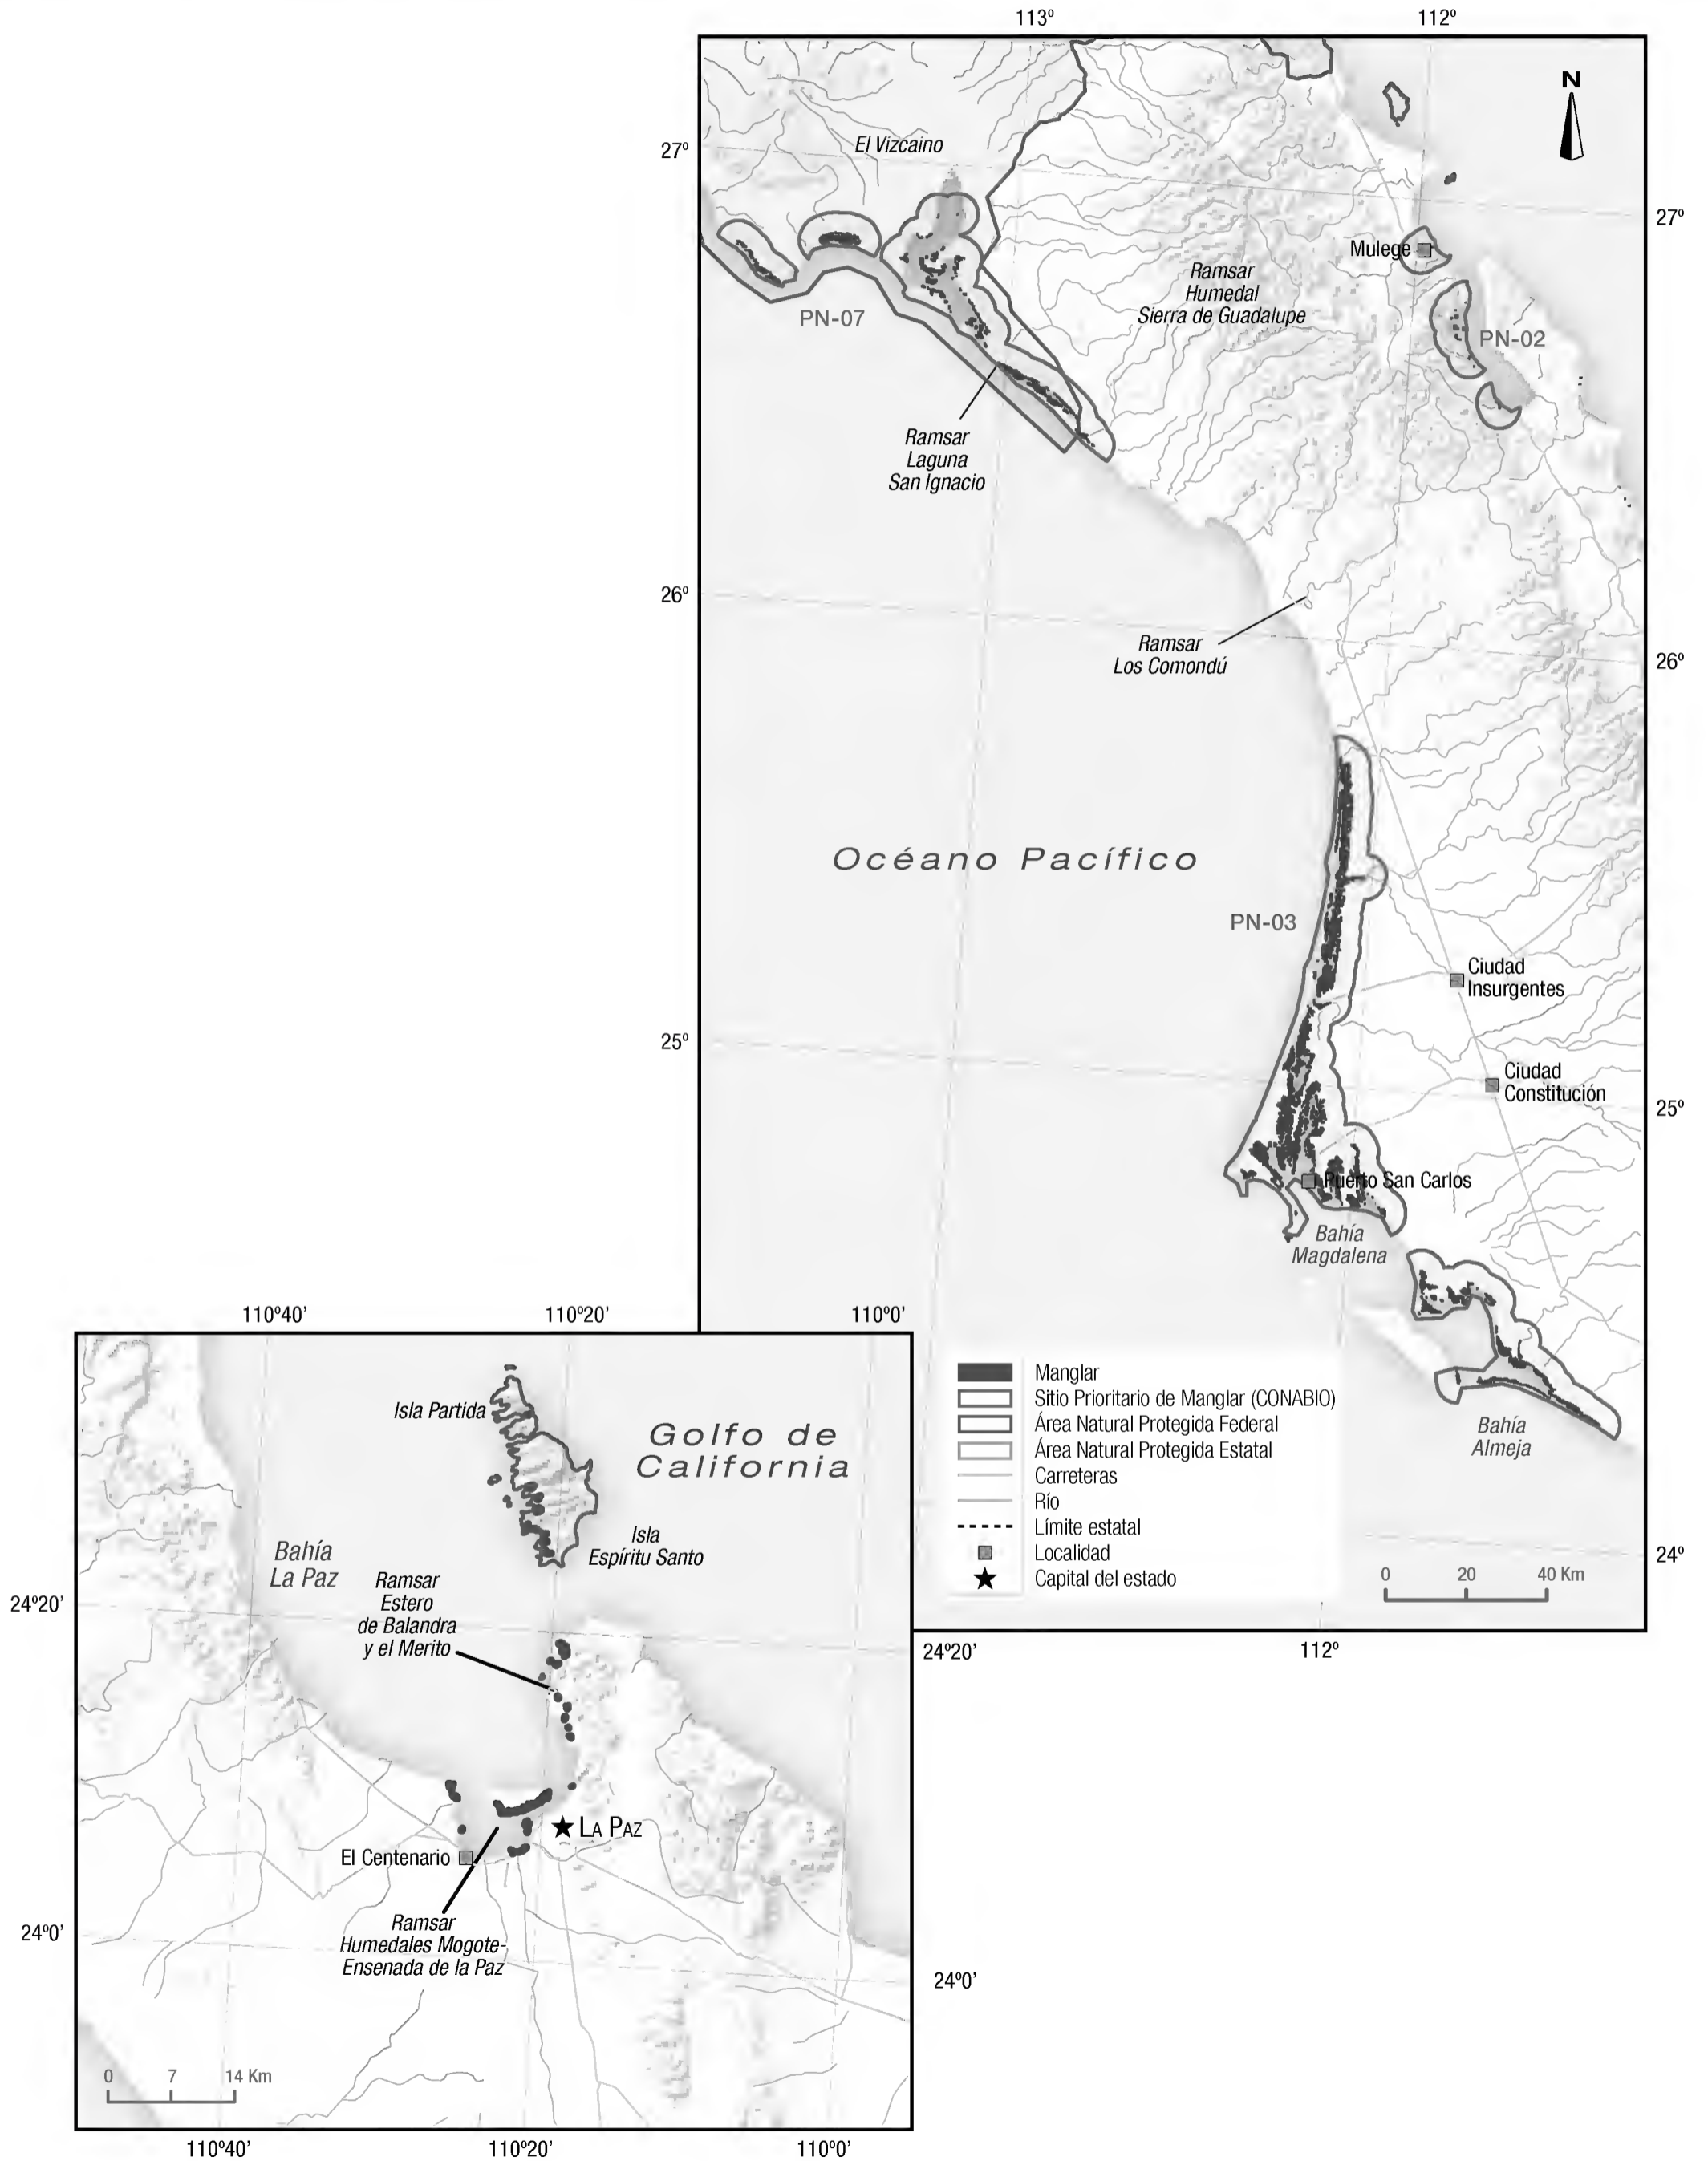 113º
112º
N
27º
El Vizcaino
27º
Mulege
Ramsar
Humedal
Sierra de Guadalupe
PN-07
PN-02
Ramsar
Laguna
San Ignacio
26º
Ramsar
Los Comondú
26º
Océano Pacífico
PN-03
Ciudad
Insurgentes
25º
Ciudad
Constitución
25º
Puerto San Carlos
Bahía
Magdalena
Bahía
Almeja
Manglar
Sitio Prioritario de Manglar (CONABIO)
Área Natural Protegida Federal
Área Natural Protegida Estatal
Carreteras
Río
Límite estatal
Localidad
Capital del estado
24º
0 20 40 Km
112º
110º40’
110º20’
110º0’
Isla Partida
Golfo de
California
Isla
Espíritu Santo
Bahía
La Paz
Ramsar
Estero
de Balandra
y el Merito
24º20’
24º20’
LA PAZ
El Centenario
Ramsar
Humedales Mogote-
Ensenada de la Paz
24º0’
24º0’
0 7 14 Km
110º40’
110º20’
110º0’